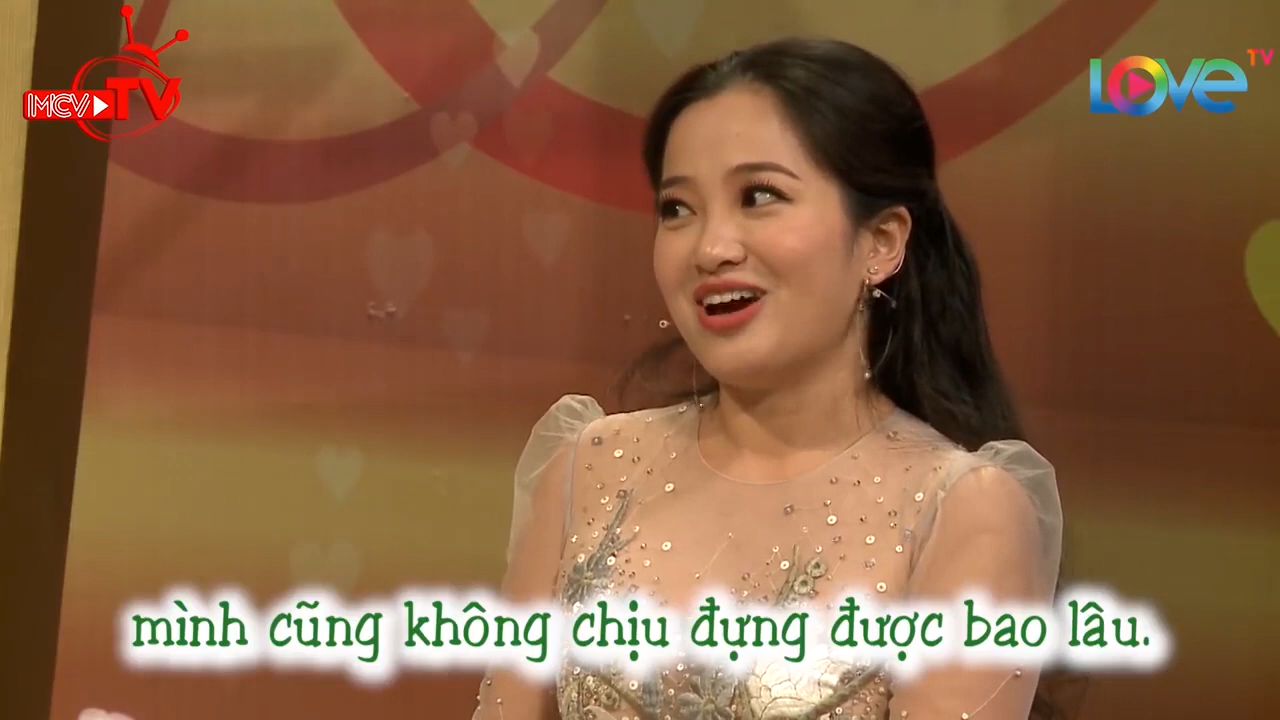 IMCV TV
LOVE TV
mình cũng không chịu đựng được bao lâu.